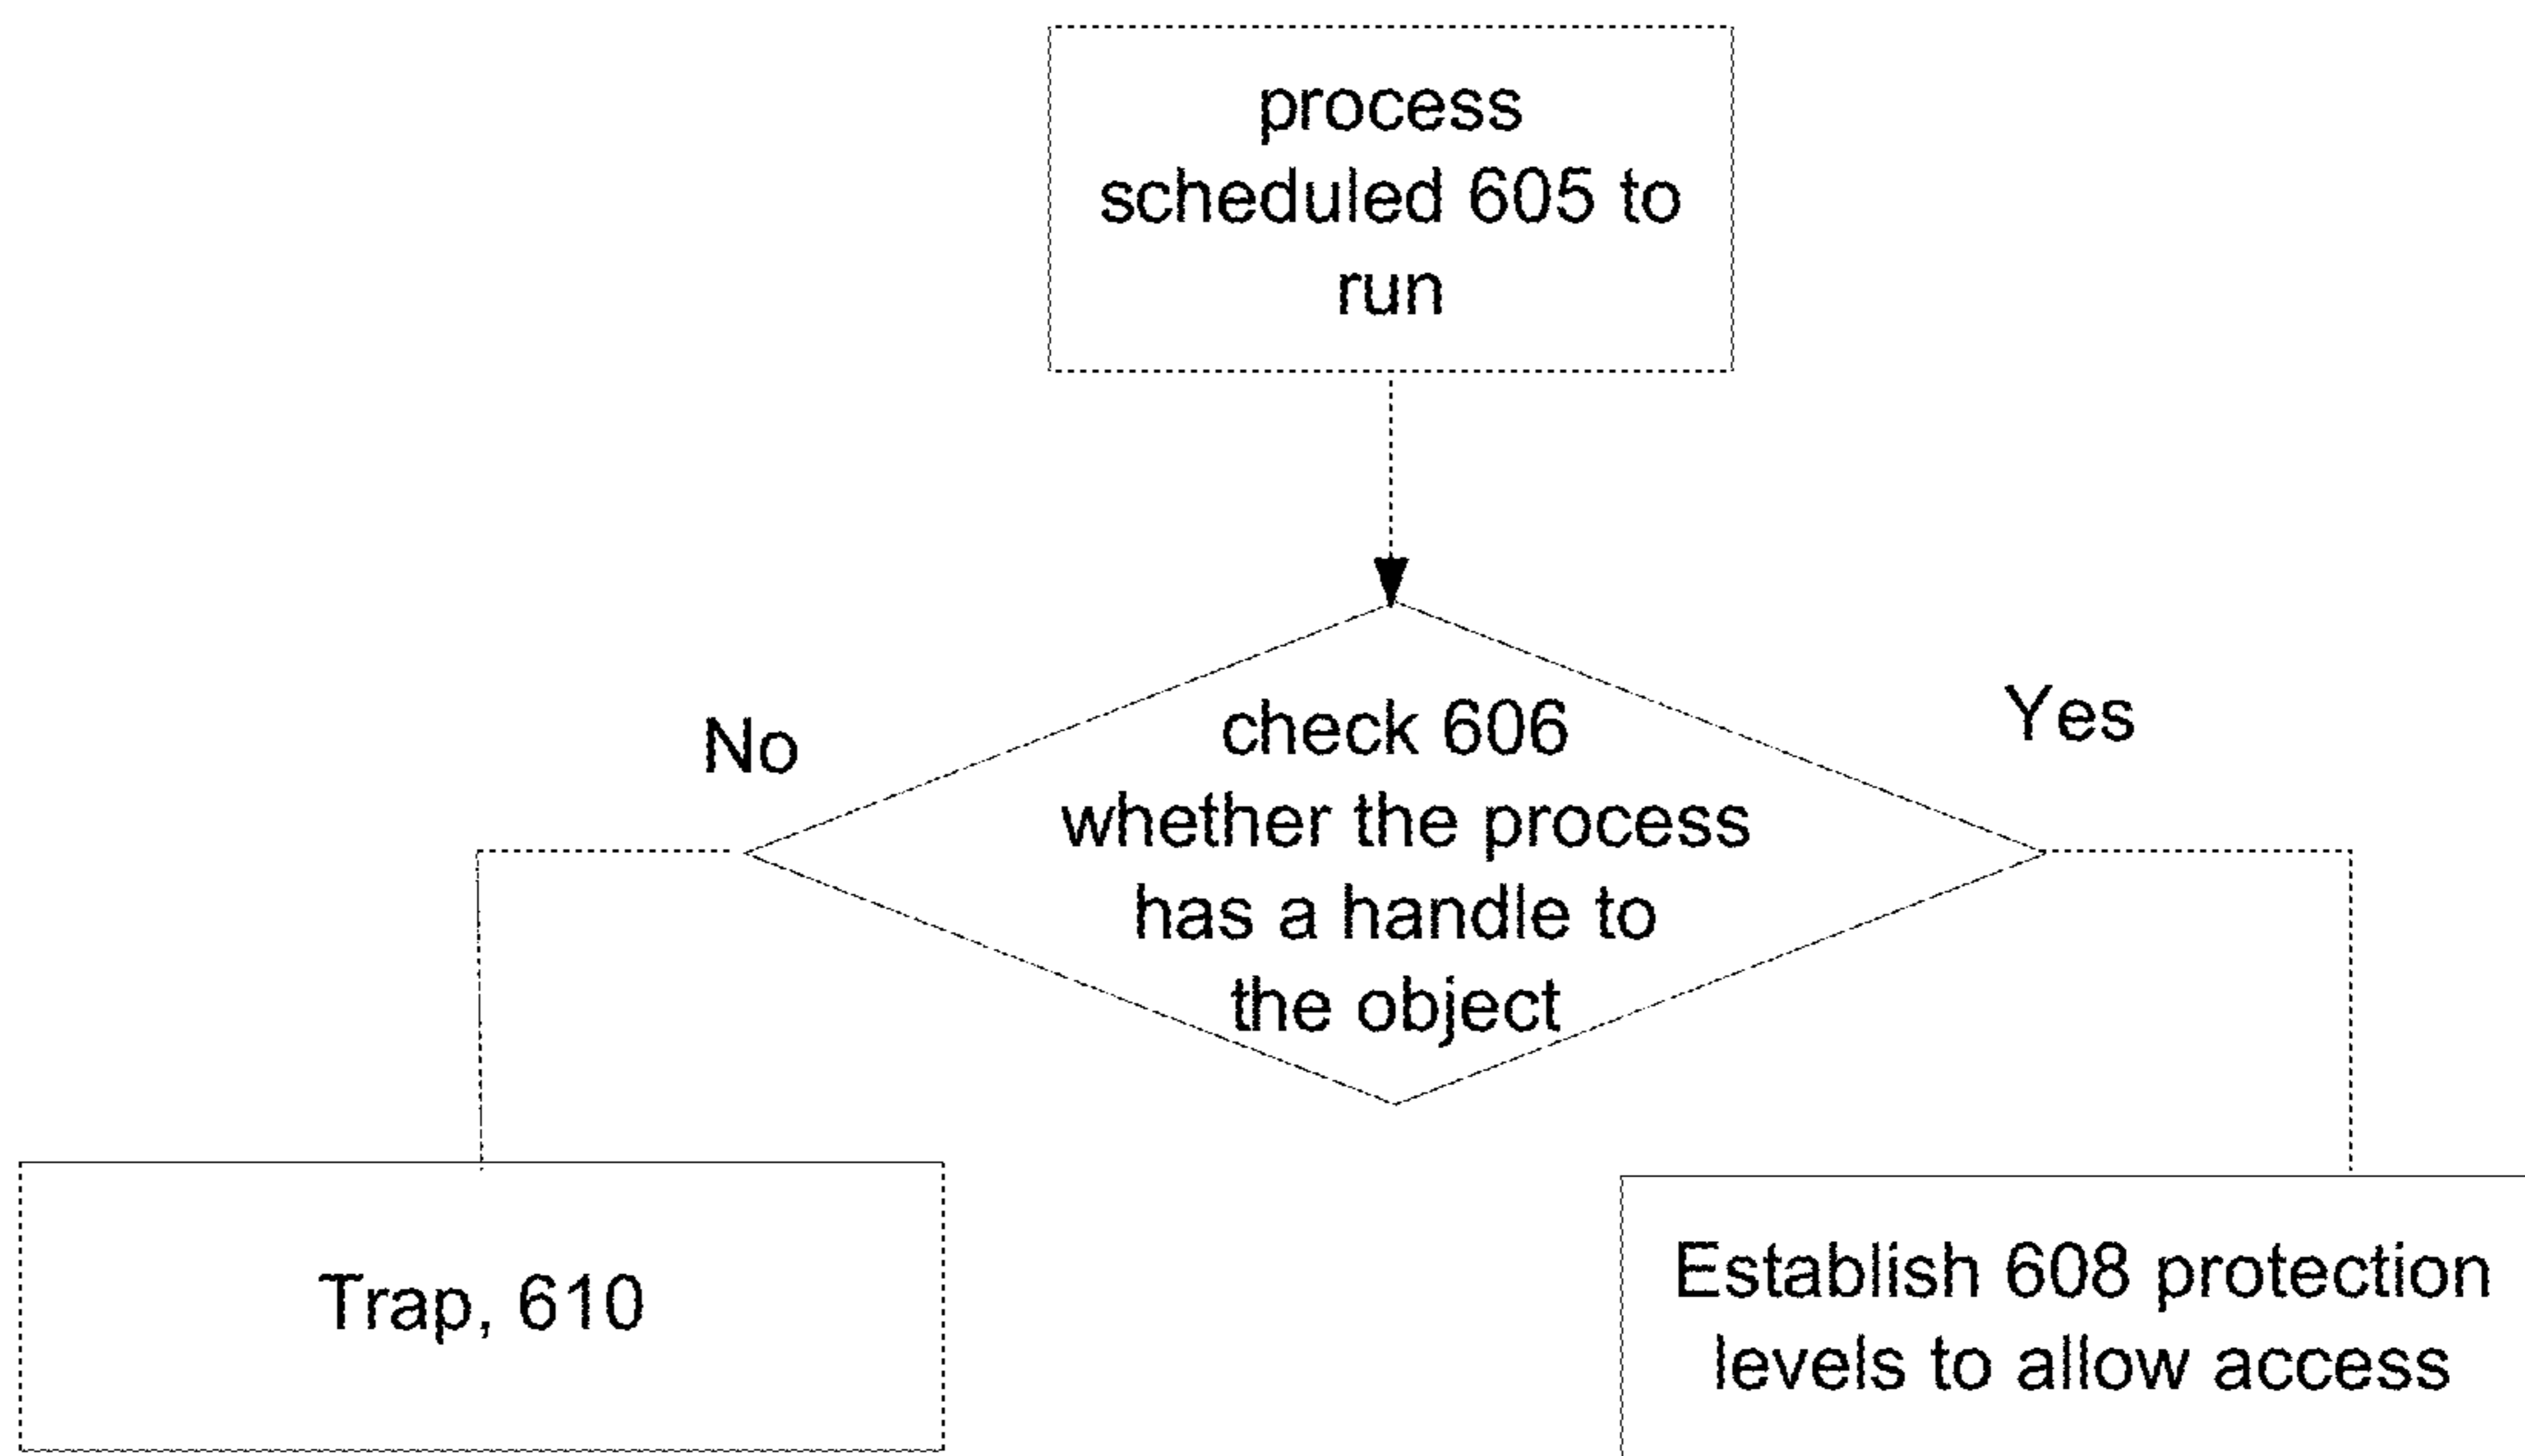 process
scheduled 605 to
run
No
Yes
check 606
whether the process
has a handle to
the object
Trap, 610
Establish 608 protection
levels to allow access